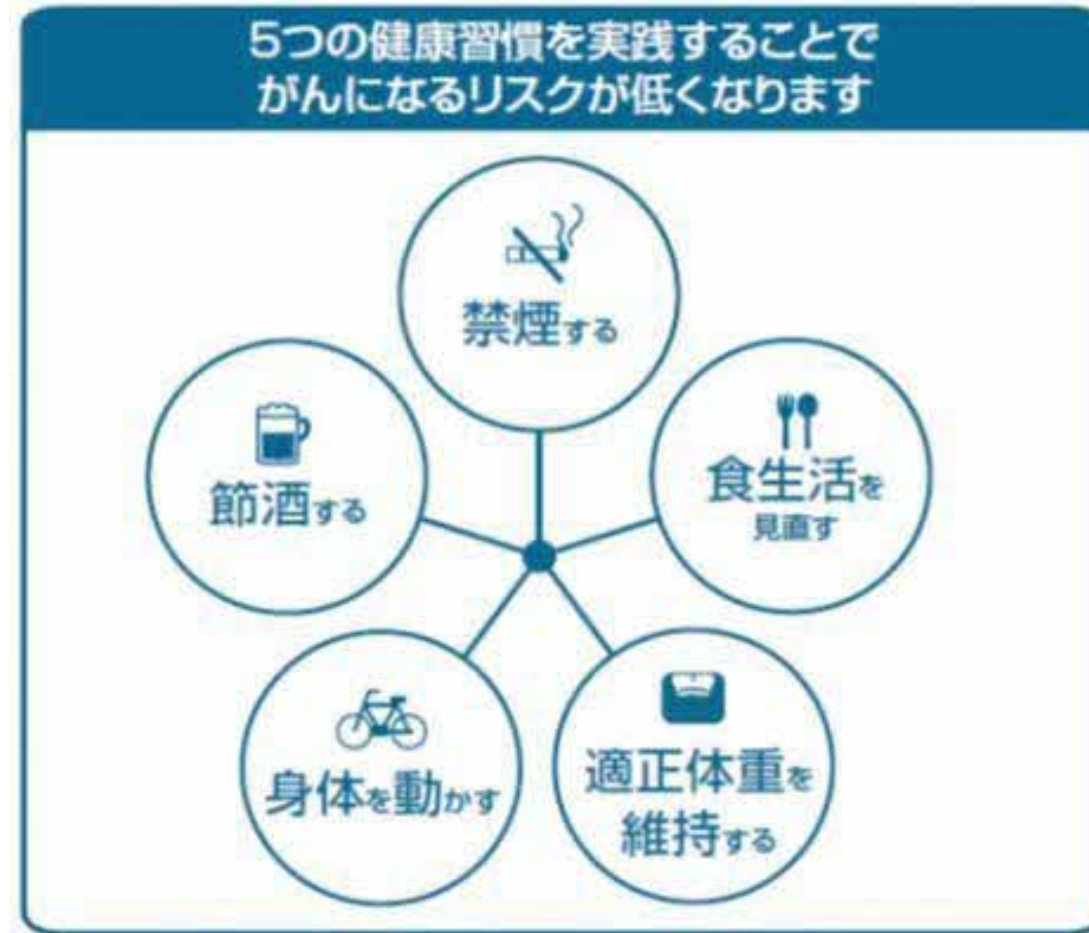 5つの健康習慣を実践することで
がんになるリスクが低くなります
禁煙する
節酒する
食生活を
見直す
身体を動かす
適正体重を
維持する